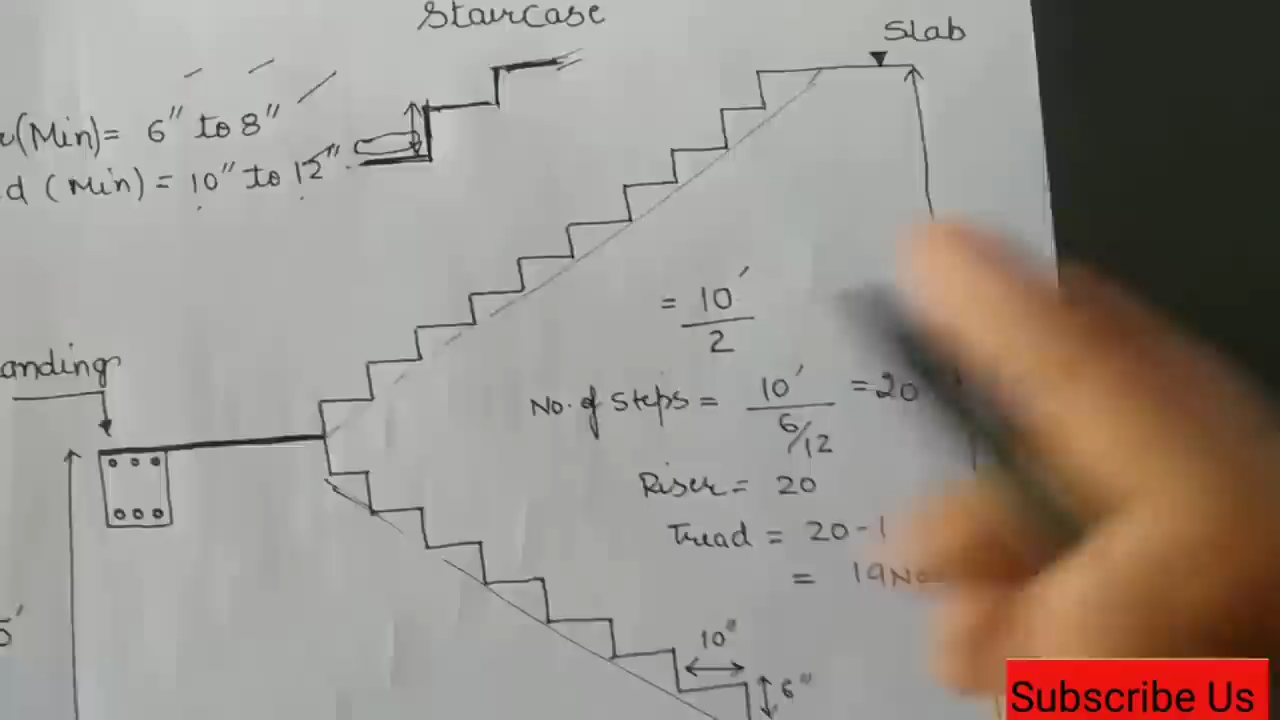 Staircase
Slab
(Min)= 6" to 8"
d (Min) = 10" to 12"
anding
= 10'
2
No. of Steps = 10' = 20
6/12
Riser = 20
Tread = 20-1
= 19No
5'
10"
6"
Subscribe Us